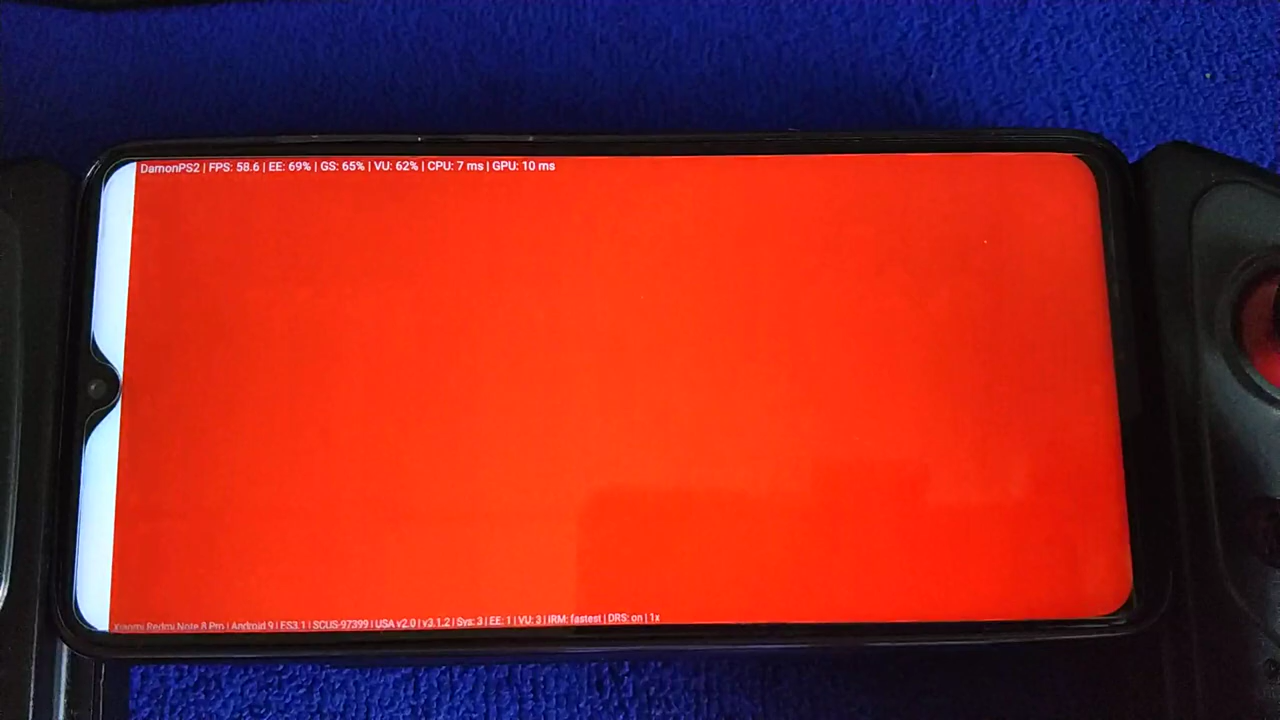 DamonPS2 | FPS: 58.6 | EE: 69% | GS: 65% | VU: 62% | CPU: 7 ms | GPU: 10 ms
Xiaomi Redmi Note 8 Pro | Android 9 | ES3.1 | SCUS-97399 | USA v2.0 | v3.1.2 | Sys: 3 | EE: 1 | VU: 3 | IRM: fastest | DRS: on | 1x